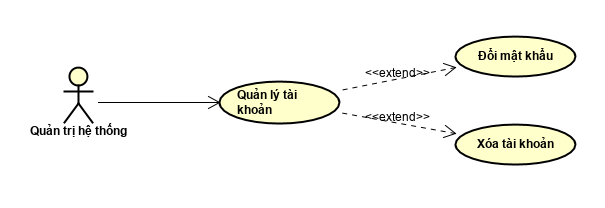 Quản trị hệ thống
Quản lý tài
khoản
<<extend>>
<<extend>>
Đổi mật khẩu
Xóa tài khoản